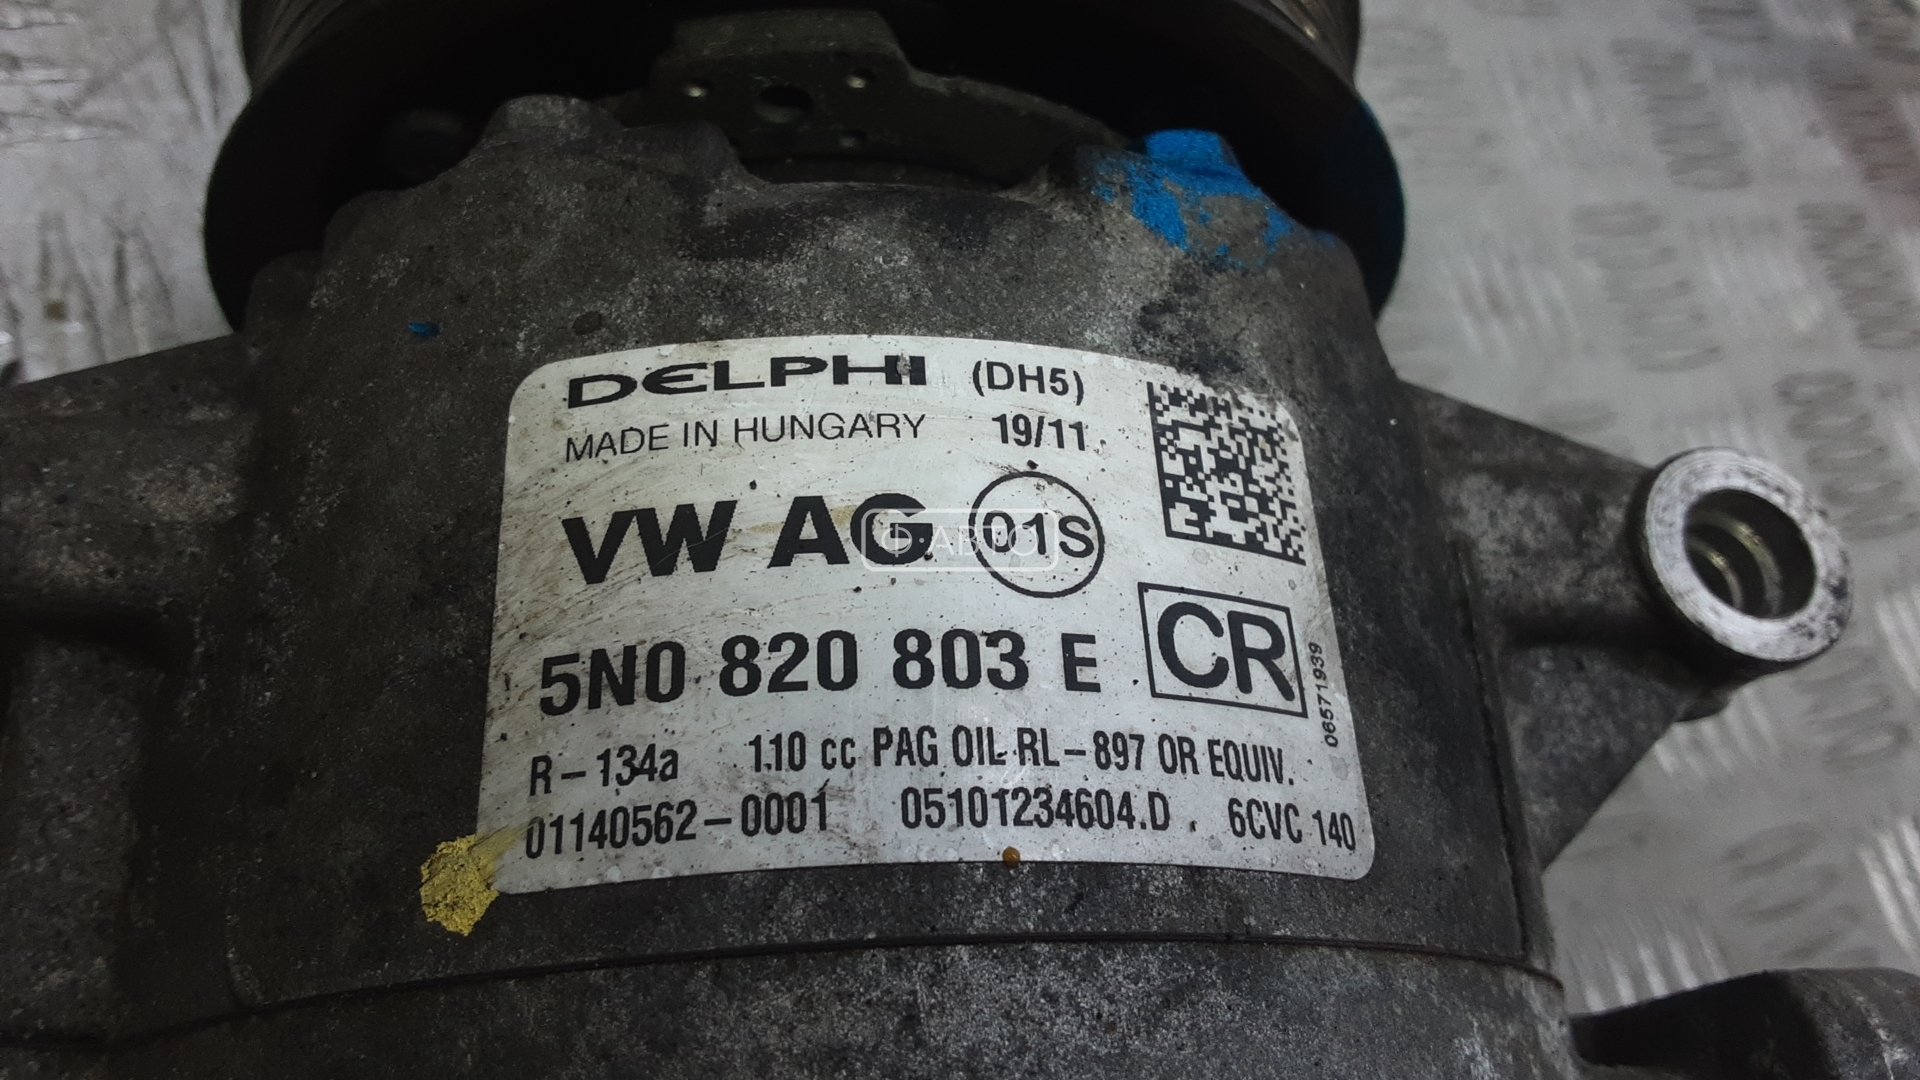 DELPHI (DH5)
MADE IN HUNGARY 19/11
VW AG 01S
Ф АВТО
5N0 820 803 E CR
06571939
R-134a 110 cc PAG OIL RL-897 OR EQUIV.
01140562-0001 05101234604.D. 6CVC 140